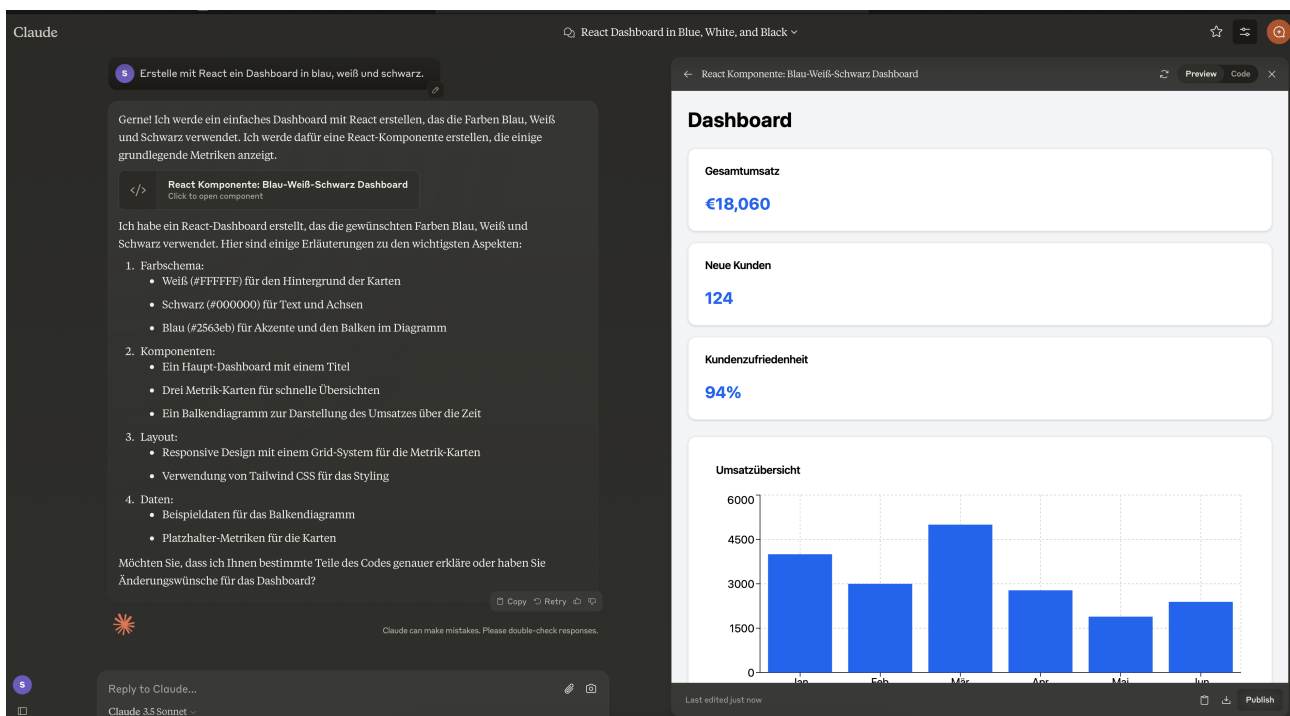 Claude
React Dashboard in Blue, White, and Black
S
Erstelle mit React ein Dashboard in blau, weiß und schwarz.
Gerne! Ich werde ein einfaches Dashboard mit React erstellen, das die Farben Blau, Weiß
und Schwarz verwendet. Ich werde dafür eine React-Komponente erstellen, die einige
grundlegende Metriken anzeigt.
</>
React Komponente: Blau-Weiß-Schwarz Dashboard
Click to open component
Ich habe ein React-Dashboard erstellt, das die gewünschten Farben Blau, Weiß und
Schwarz verwendet. Hier sind einige Erläuterungen zu den wichtigsten Aspekten:
1. Farbschema:
• Weiß (#FFFFFF) für den Hintergrund der Karten
• Schwarz (#000000) für Text und Achsen
• Blau (#2563eb) für Akzente und den Balken im Diagramm
2. Komponenten:
• Ein Haupt-Dashboard mit einem Titel
• Drei Metrik-Karten für schnelle Übersichten
• Ein Balkendiagramm zur Darstellung des Umsatzes über die Zeit
3. Layout:
• Responsive Design mit einem Grid-System für die Metrik-Karten
• Verwendung von Tailwind CSS für das Styling
4. Daten:
• Beispieldaten für das Balkendiagramm
• Platzhalter-Metriken für die Karten
Möchten Sie, dass ich Ihnen bestimmte Teile des Codes genauer erkläre oder haben Sie
Änderungswünsche für das Dashboard?
Copy Retry
Claude can make mistakes. Please double-check responses.
S
Reply to Claude...
Claude 3.5 Sonnet
React Komponente: Blau-Weiß-Schwarz Dashboard
Preview Code
Dashboard
Gesamtumsatz
€18,060
Neue Kunden
124
Kundenzufriedenheit
94%
Umsatzübersicht
6000
4500
3000
1500
0
Jan Feb Mär Apr Mai Jun
Last edited just now
Publish